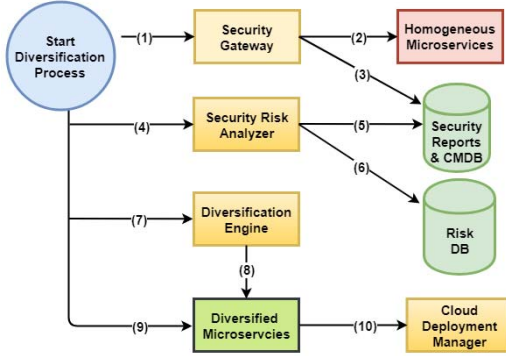 Start
Diversification
Process
(1)
Security
Gateway
(2)
Homogeneous
Microservices
(3)
(4)
Security Risk
Analyzer
(5)
Security
Reports
& CMDB
(6)
(7)
Diversification
Engine
Risk
DB
(8)
(9)
Diversified
Microservcies
(10)
Cloud
Deployment
Manager